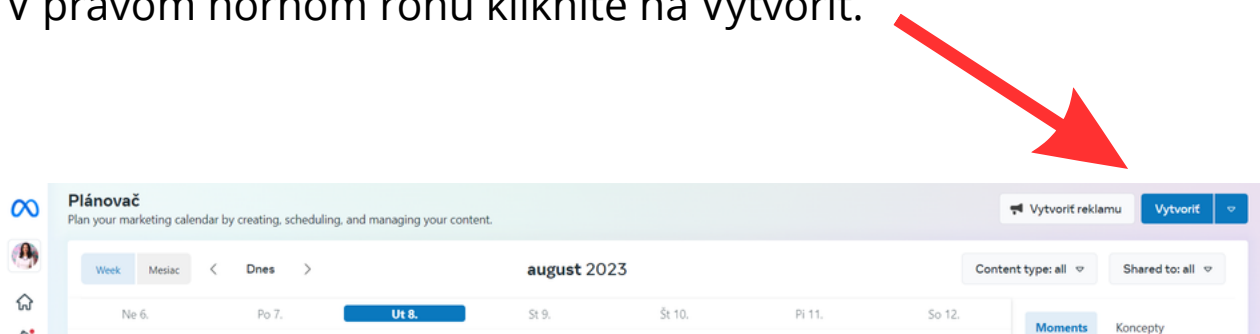 V pravom hornom rohu kliknite na Vytvoriť.
Plánovač
Plan your marketing calendar by creating, scheduling, and managing your content.
Vytvoriť reklamu
Vytvoriť
Week Mesiac Dnes august 2023 Content type: all Shared to: all
Ne 6. Po 7. Ut 8. St 9. Št 10. Pi 11. So 12.
Moments Koncepty